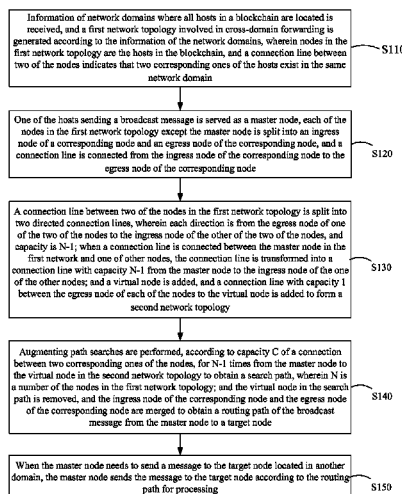 Information of network domains where all hosts in a blockchain are located is
received, and a first network topology involved in cross-domain forwarding is
generated according to the information of the network domains, wherein nodes in the
first network topology are the hosts in the blockchain, and a connection line between
two of the nodes indicates that two corresponding ones of the hosts exist in the same
network domain
S110
One of the hosts sending a broadcast message is served as a master node, each of the
nodes in the first network topology except the master node is split into an ingress
node of a corresponding node and an egress node of the corresponding node, and a
connection line is connected from the ingress node of the corresponding node to the
egress node of the corresponding node
S120
A connection line between two of the nodes in the first network topology is split into
two directed connection lines, wherein each direction is from the egress node of one
of the two of the nodes to the ingress node of the other of the two of the nodes, and
capacity is N-1; when a connection line is connected between the master node in the
first network and one of other nodes, the connection line is transformed into a
connection line with capacity N-1 from the master node to the ingress node of the one
of the other nodes; and a virtual node is added, and a connection line with capacity 1
between the egress node of each of the nodes to the virtual node is added to form a
second network topology
S130
Augmenting path searches are performed, according to capacity C of a connection
between two corresponding ones of the nodes, for N-1 times from the master node to
the virtual node in the second network topology to obtain a search path, wherein N is
a number of the nodes in the first network topology; and the virtual node in the search
path is removed, and the ingress node of the corresponding node and the egress node
of the corresponding node are merged to obtain a routing path of the broadcast
message from the master node to a target node
S140
When the master node needs to send a message to the target node located in another
domain, the master node sends the message to the target node according to the routing
path for processing
S150